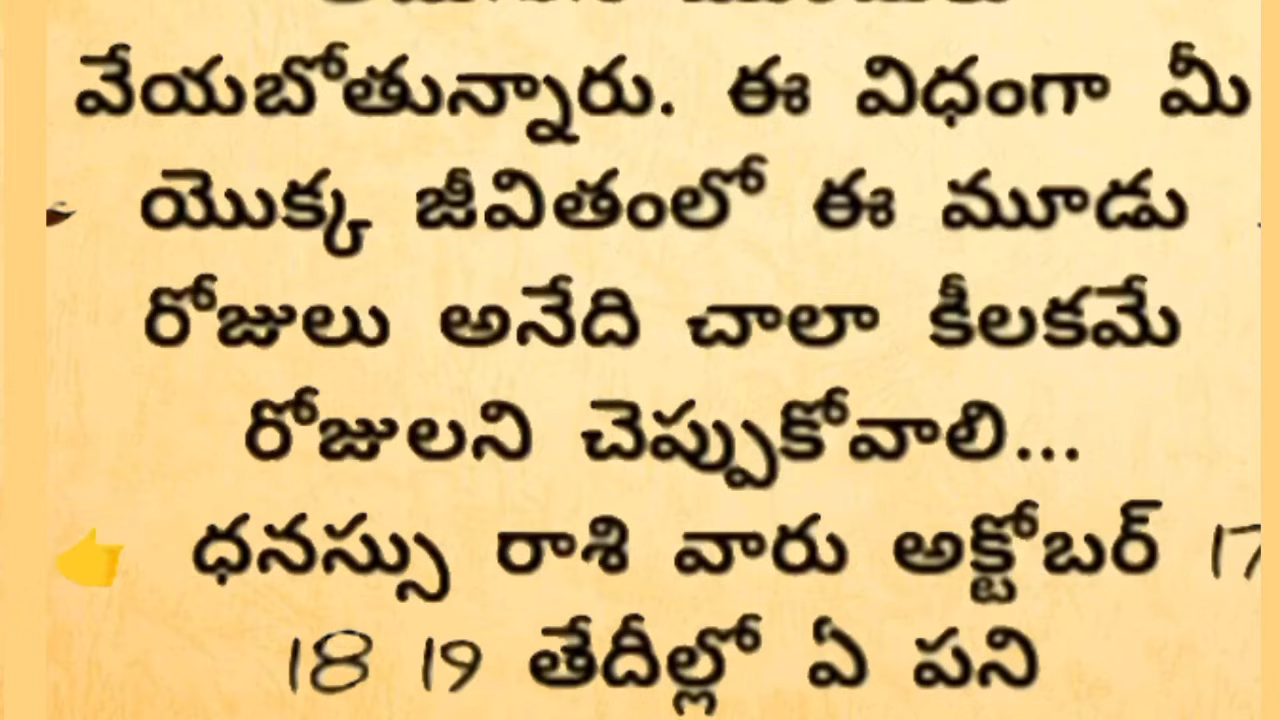 వేయబోతున్నారు. ఈ విధంగా మీ
యొక్క జీవితంలో ఈ మూడు
రోజులు అనేది చాలా కీలకమే
రోజులని చెప్పుకోవాలి...
ధనస్సు రాశి వారు అక్టోబర్ 17
18 19 తేదీల్లో ఏ పని